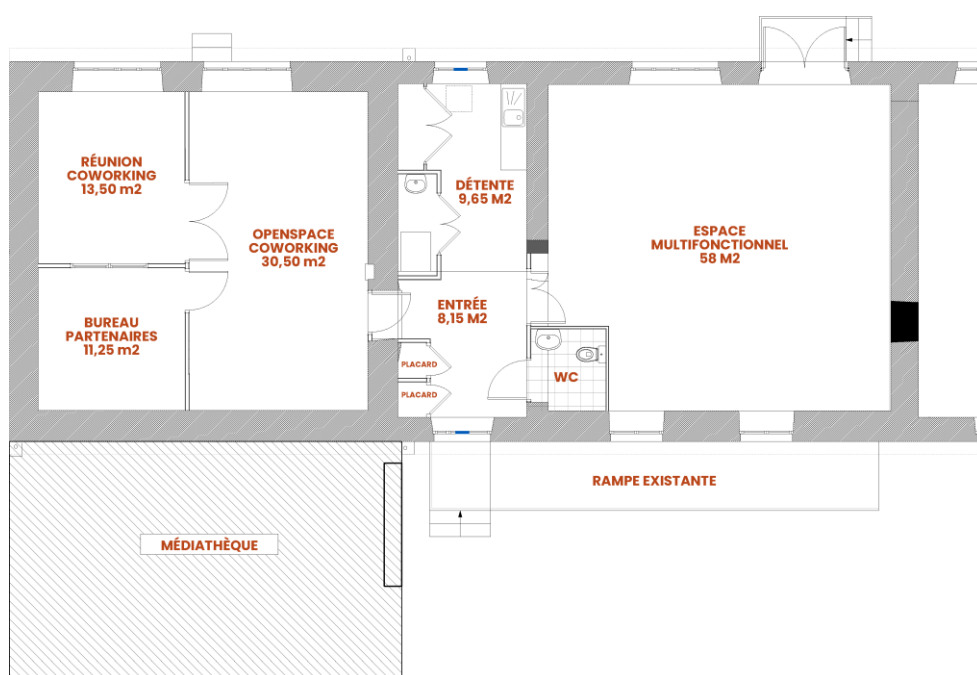 RÉUNION
COWORKING
13,50 m2
OPENSPACE
COWORKING
30,50 m2
BUREAU
PARTENAIRES
11,25 m2
DÉTENTE
9,65 M2
ENTRÉE
8,15 M2
PLACARD
PLACARD
WC
ESPACE
MULTIFONCTIONNEL
58 M2
RAMPE EXISTANTE
MÉDIATHÈQUE